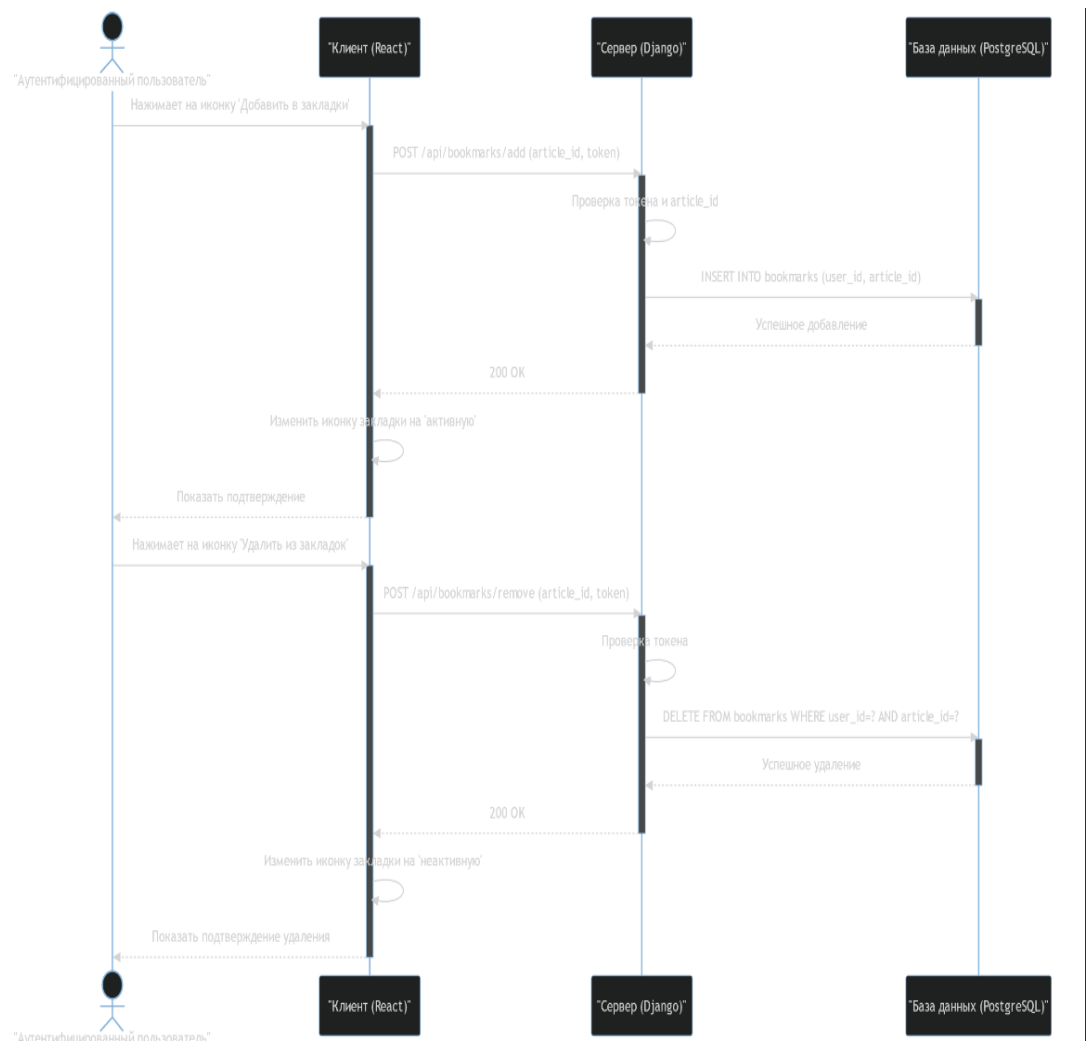 "Клиент (React)"
"Сервер (Django)"
"База данных (PostgreSQL)"
"Аутентифицированный пользователь"
Нажимает на иконку 'Добавить в закладки'
POST /api/bookmarks/add (article_id, token)
Проверка токена и article_id
INSERT INTO bookmarks (user_id, article_id)
Успешное добавление
200 OK
Изменить иконку закладки на 'активную'
Показать подтверждение
Нажимает на иконку 'Удалить из закладок'
POST /api/bookmarks/remove (article_id, token)
Проверка токена
DELETE FROM bookmarks WHERE user_id=? AND article_id=?
Успешное удаление
200 OK
Изменить иконку закладки на 'неактивную'
Показать подтверждение удаления
"Клиент (React)"
"Сервер (Django)"
"База данных (PostgreSQL)"
"Аутентифицированный пользователь"